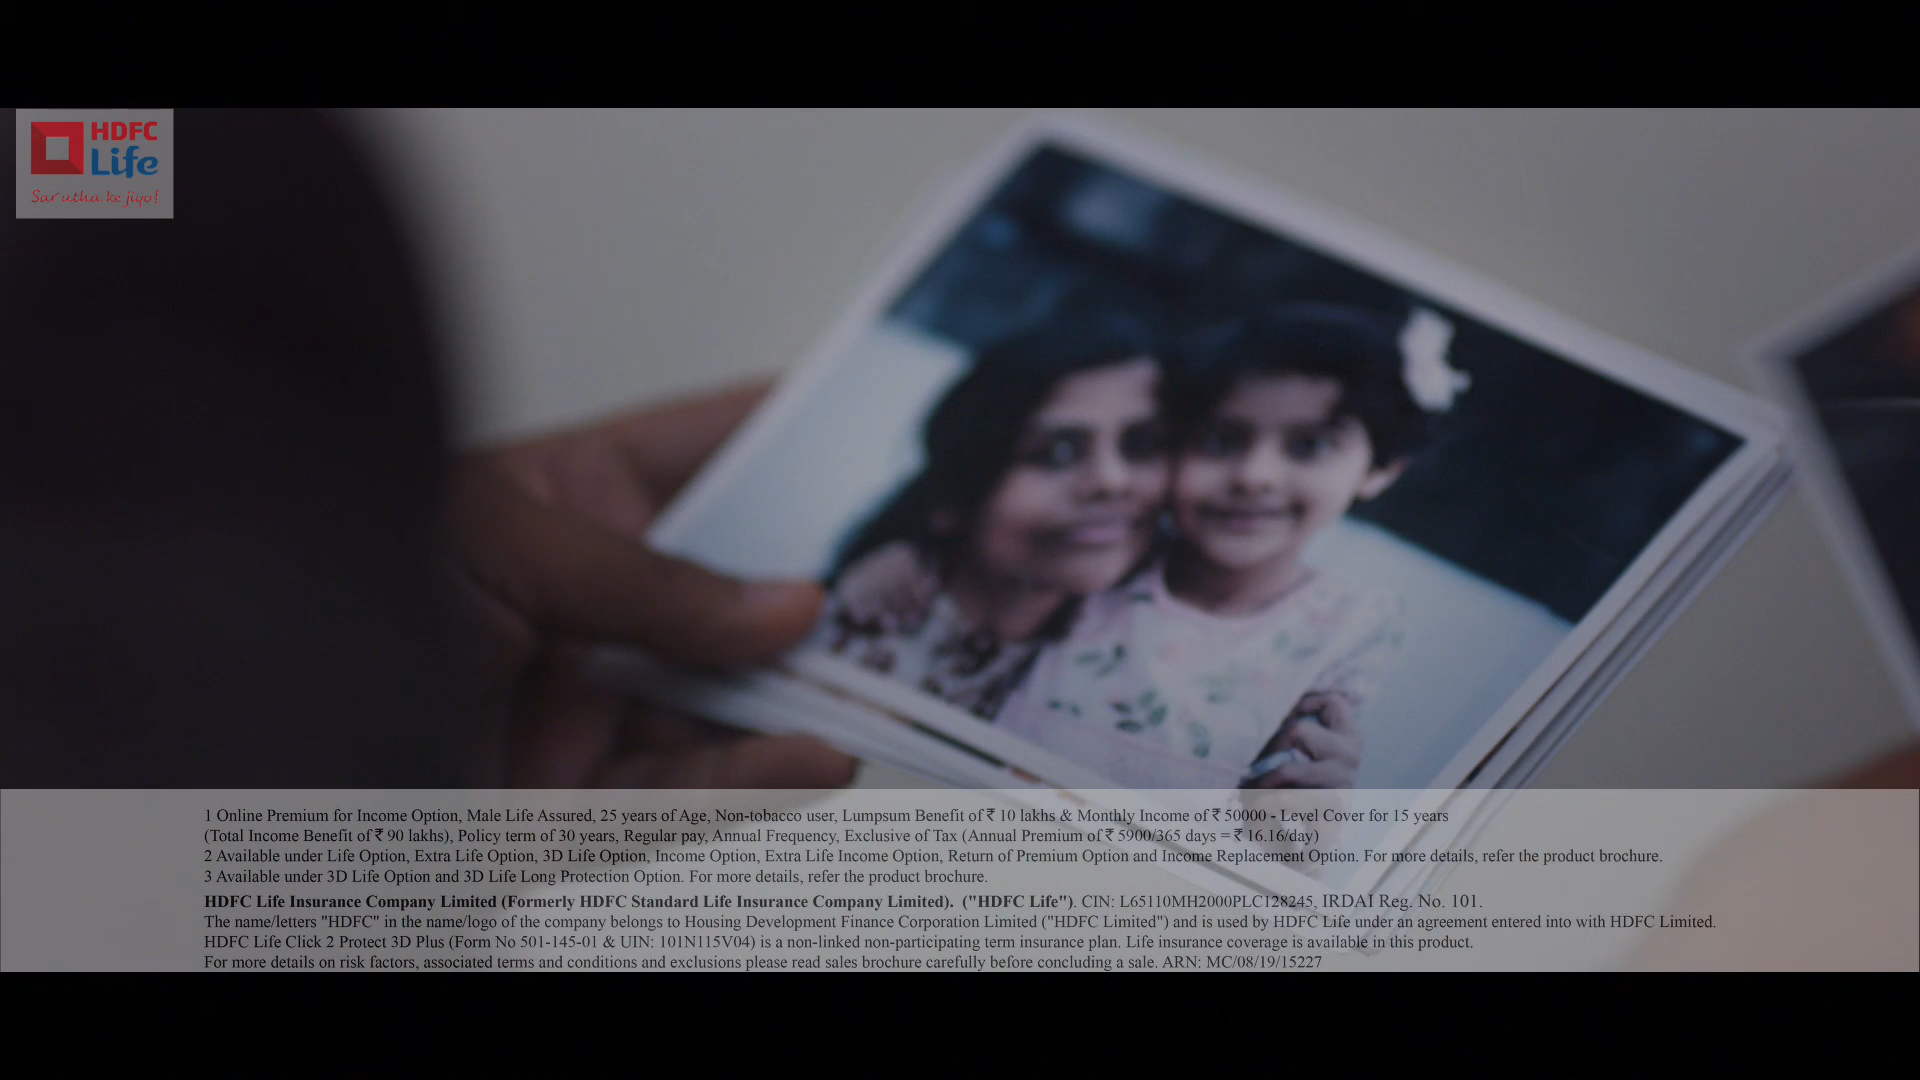 HDFC
Life
Sar utha ke jiyo!
1 Online Premium for Income Option, Male Life Assured, 25 years of Age, Non-tobacco user, Lumpsum Benefit of ₹ 10 lakhs & Monthly Income of ₹ 50000 - Level Cover for 15 years
(Total Income Benefit of ₹ 90 lakhs), Policy term of 30 years, Regular pay, Annual Frequency, Exclusive of Tax (Annual Premium of ₹ 5900/365 days = ₹ 16.16/day)
2 Available under Life Option, Extra Life Option, 3D Life Option, Income Option, Extra Life Income Option, Return of Premium Option and Income Replacement Option. For more details, refer the product brochure.
3 Available under 3D Life Option and 3D Life Long Protection Option. For more details, refer the product brochure.
HDFC Life Insurance Company Limited (Formerly HDFC Standard Life Insurance Company Limited). ("HDFC Life"). CIN: L65110MH2000PLC128245, IRDAI Reg. No. 101.
The name/letters "HDFC" in the name/logo of the company belongs to Housing Development Finance Corporation Limited ("HDFC Limited") and is used by HDFC Life under an agreement entered into with HDFC Limited.
HDFC Life Click 2 Protect 3D Plus (Form No 501-145-01 & UIN: 101N115V04) is a non-linked non-participating term insurance plan. Life insurance coverage is available in this product.
For more details on risk factors, associated terms and conditions and exclusions please read sales brochure carefully before concluding a sale. ARN: MC/08/19/15227